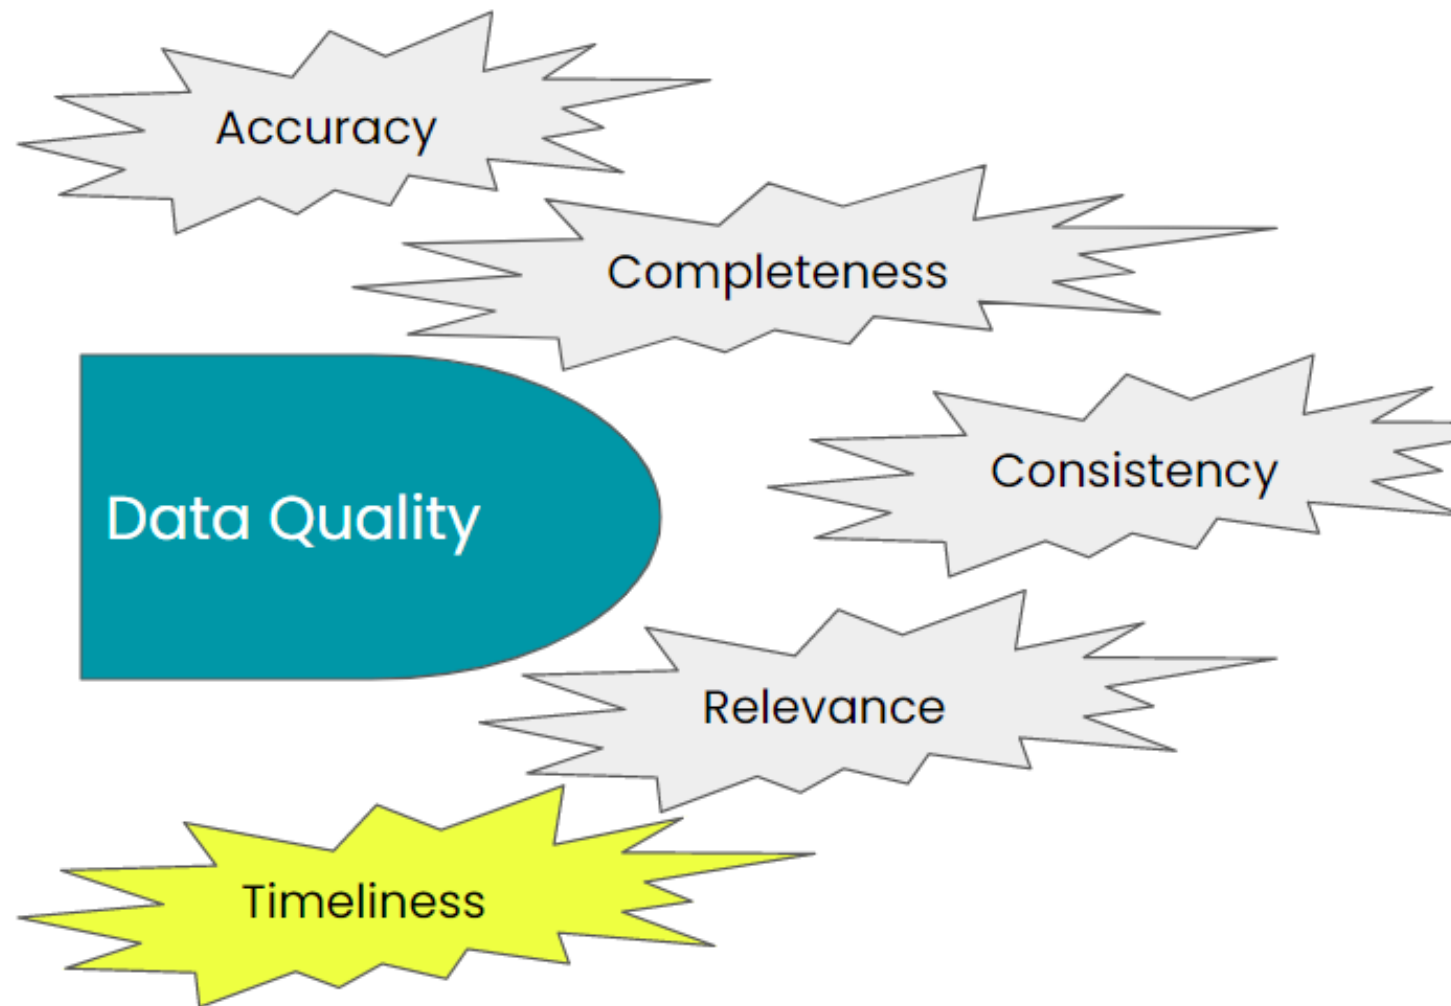 Accuracy
Completeness
Consistency
Data Quality
Relevance
Timeliness